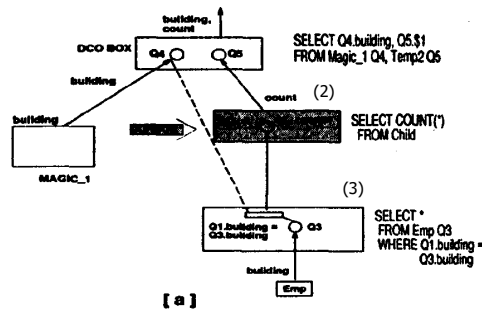 building,
count
DCO BOX
Q4
Q5
SELECT Q4.building, Q5.$1
FROM Magic_1 Q4, Temp2 Q5
building
count
(2)
building
SELECT COUNT(*)
FROM Child
MAGIC_1
(3)
Q1.building =
Q3.building
Q3
SELECT *
FROM Emp Q3
WHERE Q1.building =
Q3.building
building
Emp
[ a ]